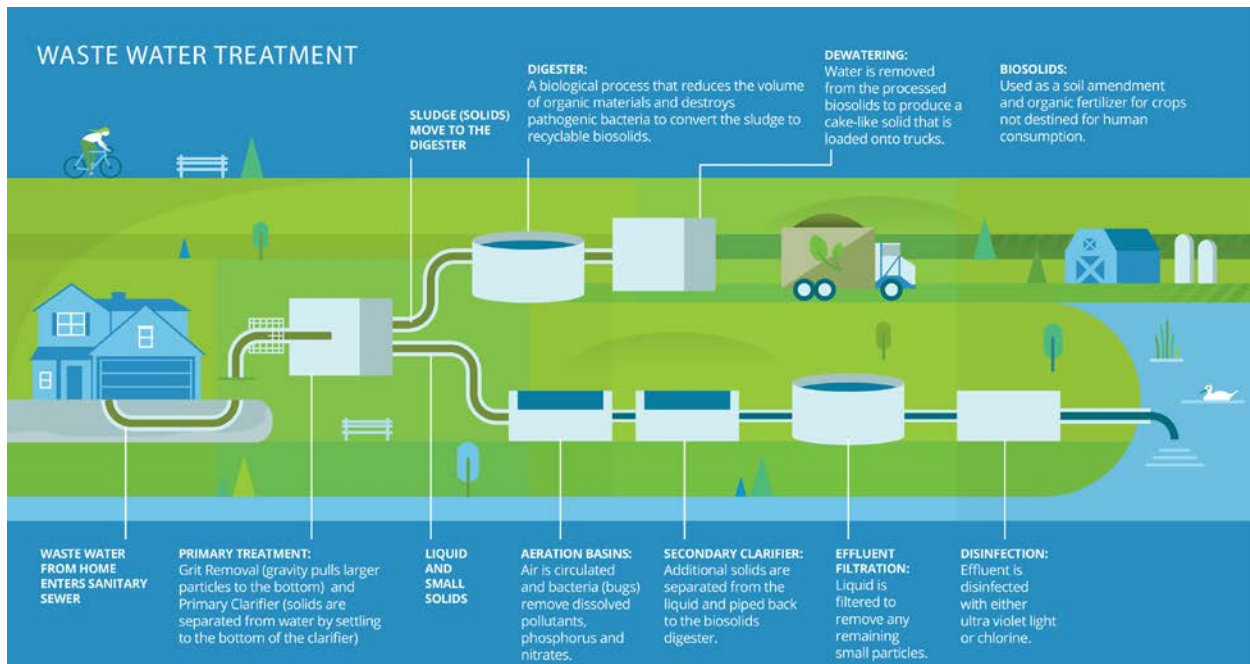 WASTE WATER TREATMENT
SLUDGE (SOLIDS)
MOVE TO THE
DIGESTER
DIGESTER:
A biological process that reduces the volume
of organic materials and destroys
pathogenic bacteria to convert the sludge to
recyclable biosolids.
DEWATERING:
Water is removed
from the processed
biosolids to produce a
cake-like solid that is
loaded onto trucks.
BIOSOLIDS:
Used as a soil amendment
and organic fertilizer for crops
not destined for human
consumption.
WASTE WATER
FROM HOME
ENTERS SANITARY
SEWER
PRIMARY TREATMENT:
Grit Removal (gravity pulls larger
particles to the bottom) and
Primary Clarifier (solids are
separated from water by settling
to the bottom of the clarifier)
LIQUID
AND
SMALL
SOLIDS
AERATION BASINS:
Air is circulated
and bacteria (bugs)
remove dissolved
pollutants,
phosphorus and
nitrates.
SECONDARY CLARIFIER:
Additional solids are
separated from the
liquid and piped back
to the biosolids
digester.
EFFLUENT
FILTRATION:
Liquid is
filtered to
remove any
remaining
small particles.
DISINFECTION:
Effluent is
disinfected
with either
ultra violet light
or chlorine.